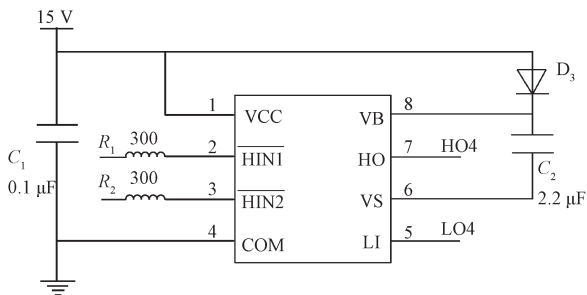 15 V
D3
1 VCC VB 8
R1 300
2 HIN1 HO 7 HO4
C1
0.1 μF
R2 300
3 HIN2 VS 6
C2
2.2 μF
4 COM LI 5 LO4